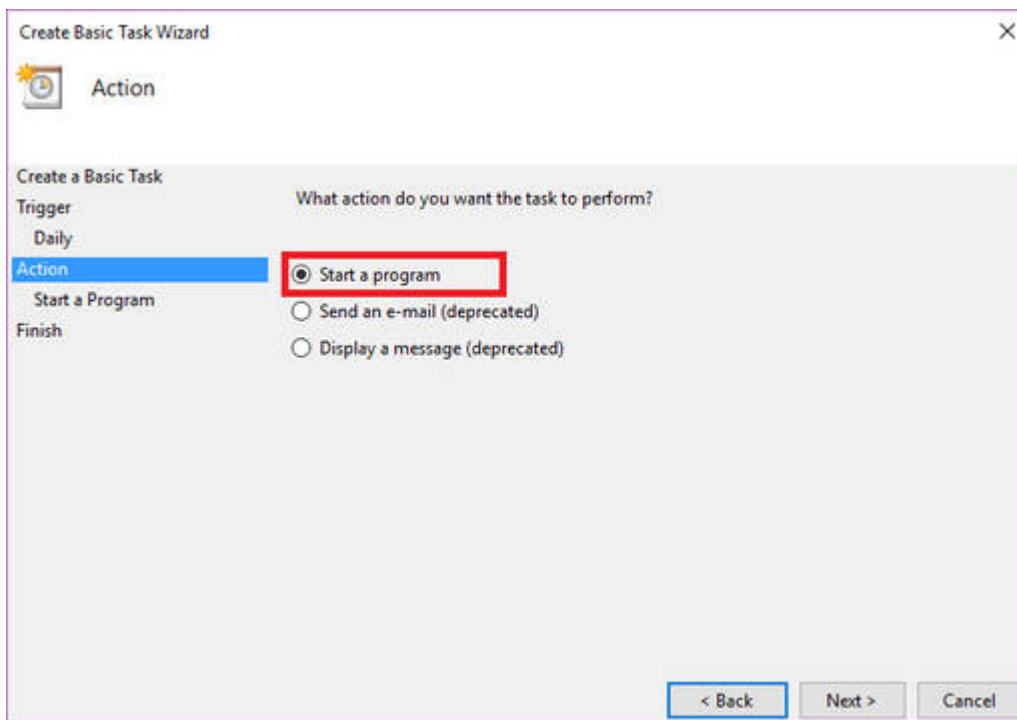 Create Basic Task Wizard
Action
Create a Basic Task
Trigger
Daily
Action
Start a Program
Finish
What action do you want the task to perform?
Start a program
Send an e-mail (deprecated)
Display a message (deprecated)
< Back
Next >
Cancel